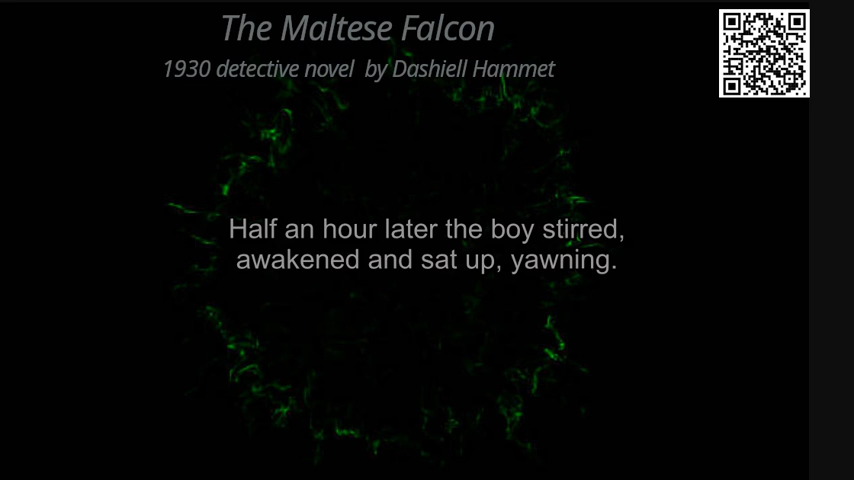 The Maltese Falcon
1930 detective novel by Dashiell Hammet
Half an hour later the boy stirred,
awakened and sat up, yawning.